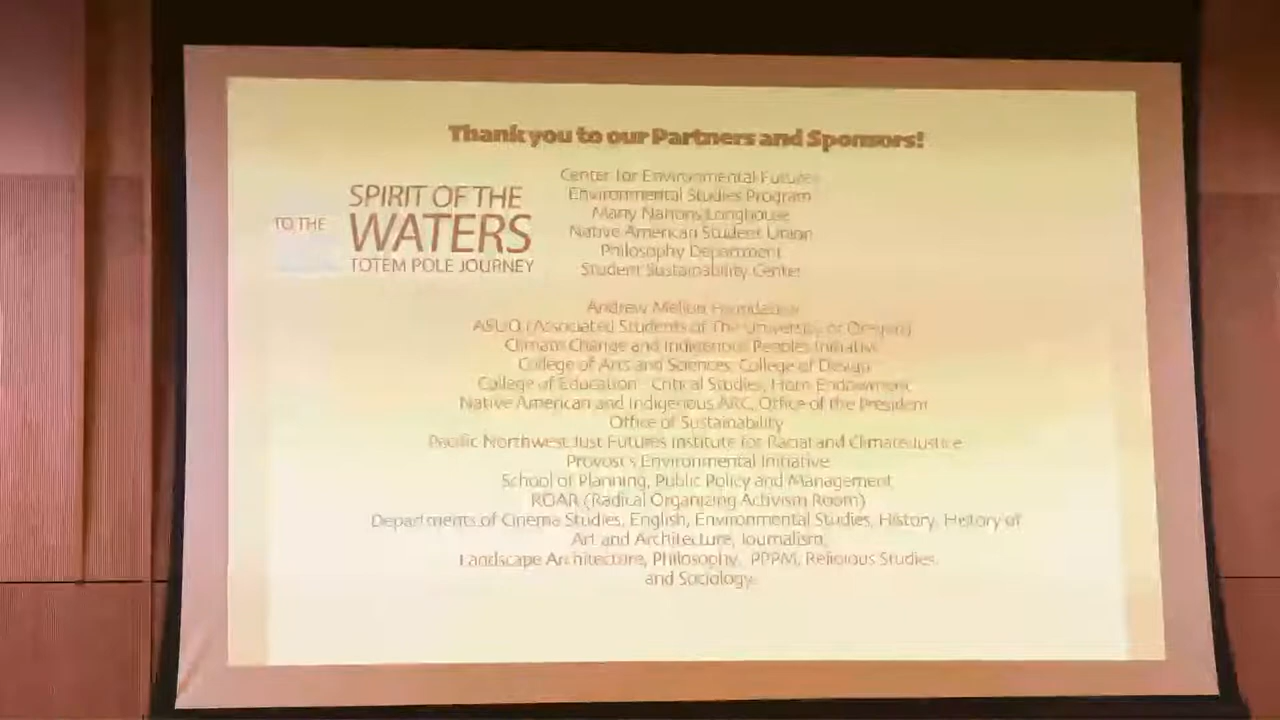 Thank you to our Partners and Sponsors!
TO THE
SPIRIT OF THE
WATERS
TOTEM POLE JOURNEY
Center for Environmental Futures
Environmental Studies Program
Many Nations Longhouse
Native American Student Union
Philosophy Department
Student Sustainability Center
Andrew Mellon Foundation
ASUO (Associated Students of The University of Oregon)
Climate Change and Indigenous Peoples Initiative
College of Arts and Sciences, College of Design
College of Education - Critical Studies, Horn Endowment
Native American and Indigenous ARC, Office of the President
Office of Sustainability
Pacific Northwest Just Futures Institute for Racial and Climate Justice
Provost's Environmental Initiative
School of Planning, Public Policy and Management
ROAR (Radical Organizing Activism Room)
Departments of Cinema Studies, English, Environmental Studies, History, History of
Art and Architecture, Journalism,
Landscape Architecture, Philosophy, PPPM, Religious Studies,
and Sociology